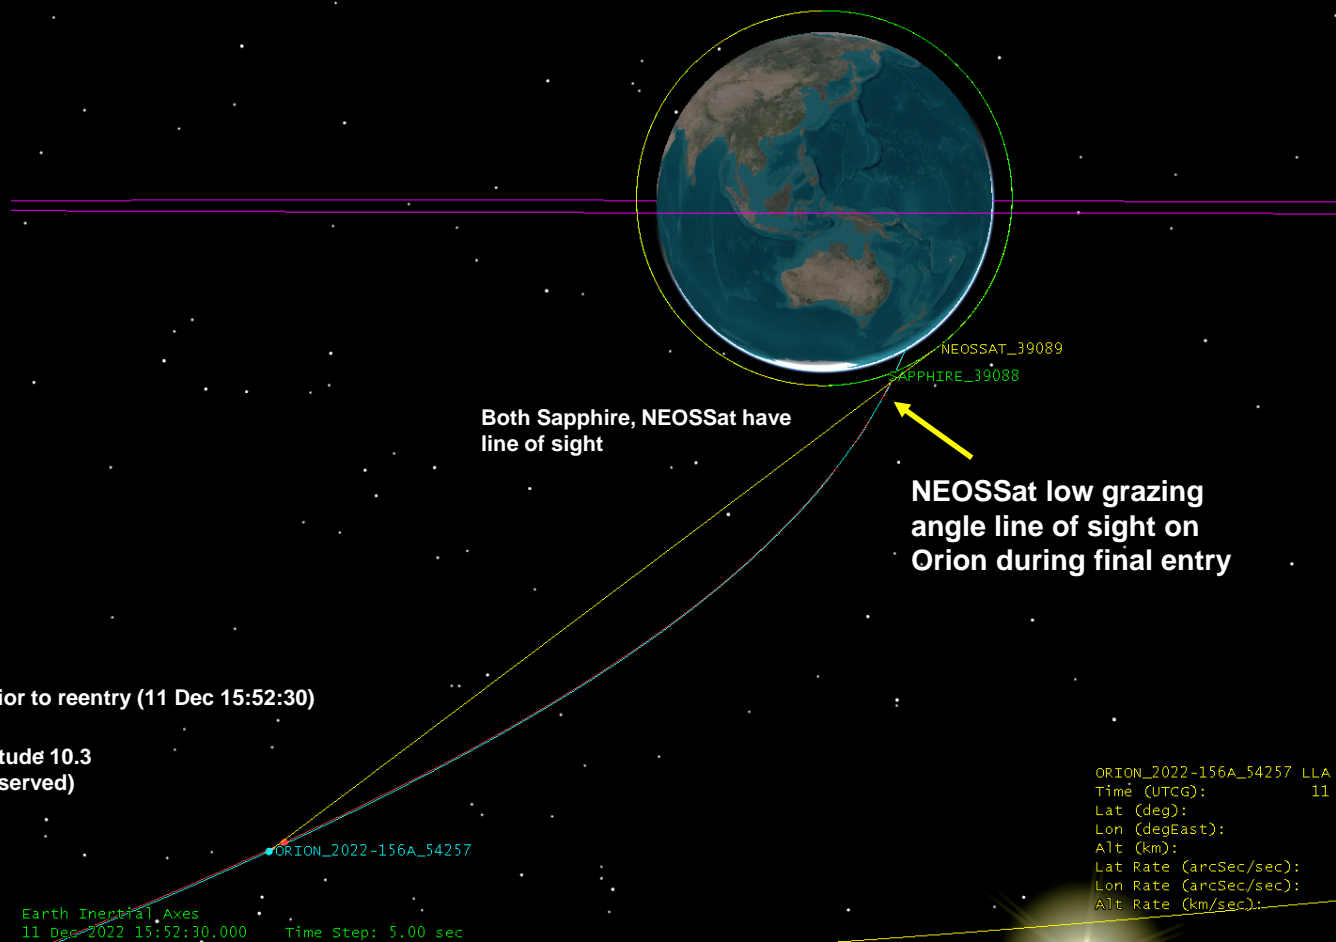 NEOSSAT_39089
SAPPHIRE_39088
Both Sapphire, NEOSSat have
line of sight
NEOSSat low grazing
angle line of sight on
Orion during final entry
ior to reentry (11 Dec 15:52:30)
tude 10.3
served)
ORION_2022-156A_54257
ORION_2022-156A_54257 LLA
Time (UTCG): 11
Lat (deg):
Lon (degEast):
Alt (km):
Lat Rate (arcSec/sec):
Lon Rate (arcSec/sec):
Alt Rate (km/sec):
Earth Inertial Axes
11 Dec 2022 15:52:30.000 Time Step: 5.00 sec